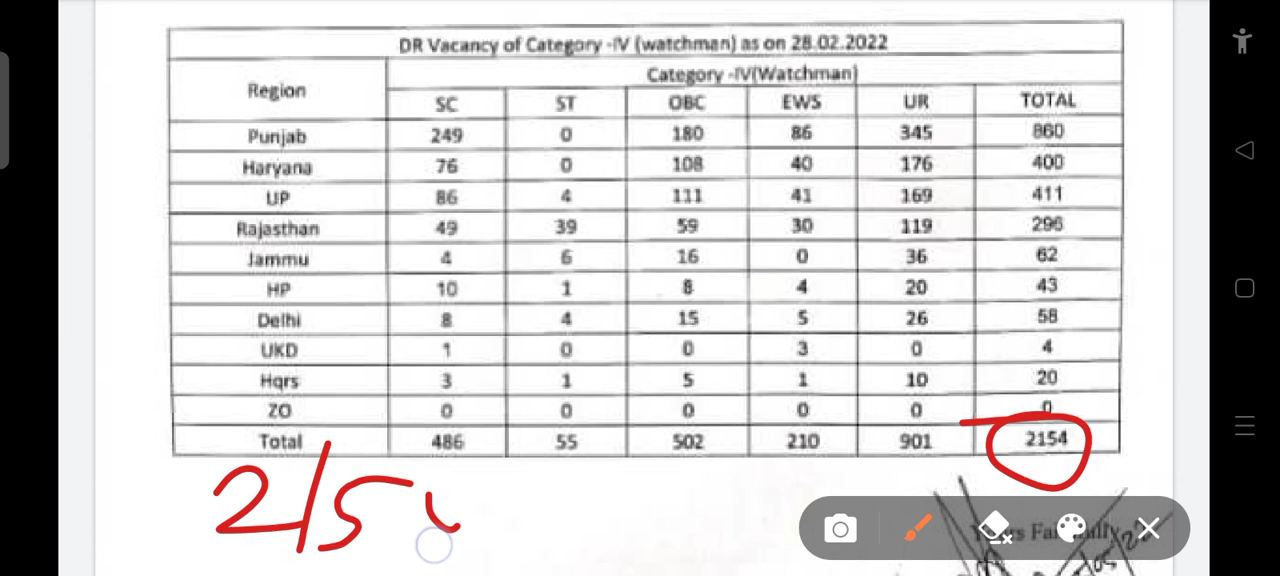 DR Vacancy of Category -IV (watchman) as on 28.02.2022
Region Category -IV(Watchman)
SC ST OBC EWS UR TOTAL
Punjab 249 0 180 86 345 860
Haryana 76 0 108 40 176 400
UP 86 4 111 41 169 411
Rajasthan 49 39 59 30 119 296
Jammu 4 6 16 0 36 62
HP 10 1 8 4 20 43
Delhi 8 4 15 5 26 58
UKD 1 0 0 3 0 4
Hqrs 3 1 5 1 10 20
ZO 0 0 0 0 0 0
Total 486 55 502 210 901 2154